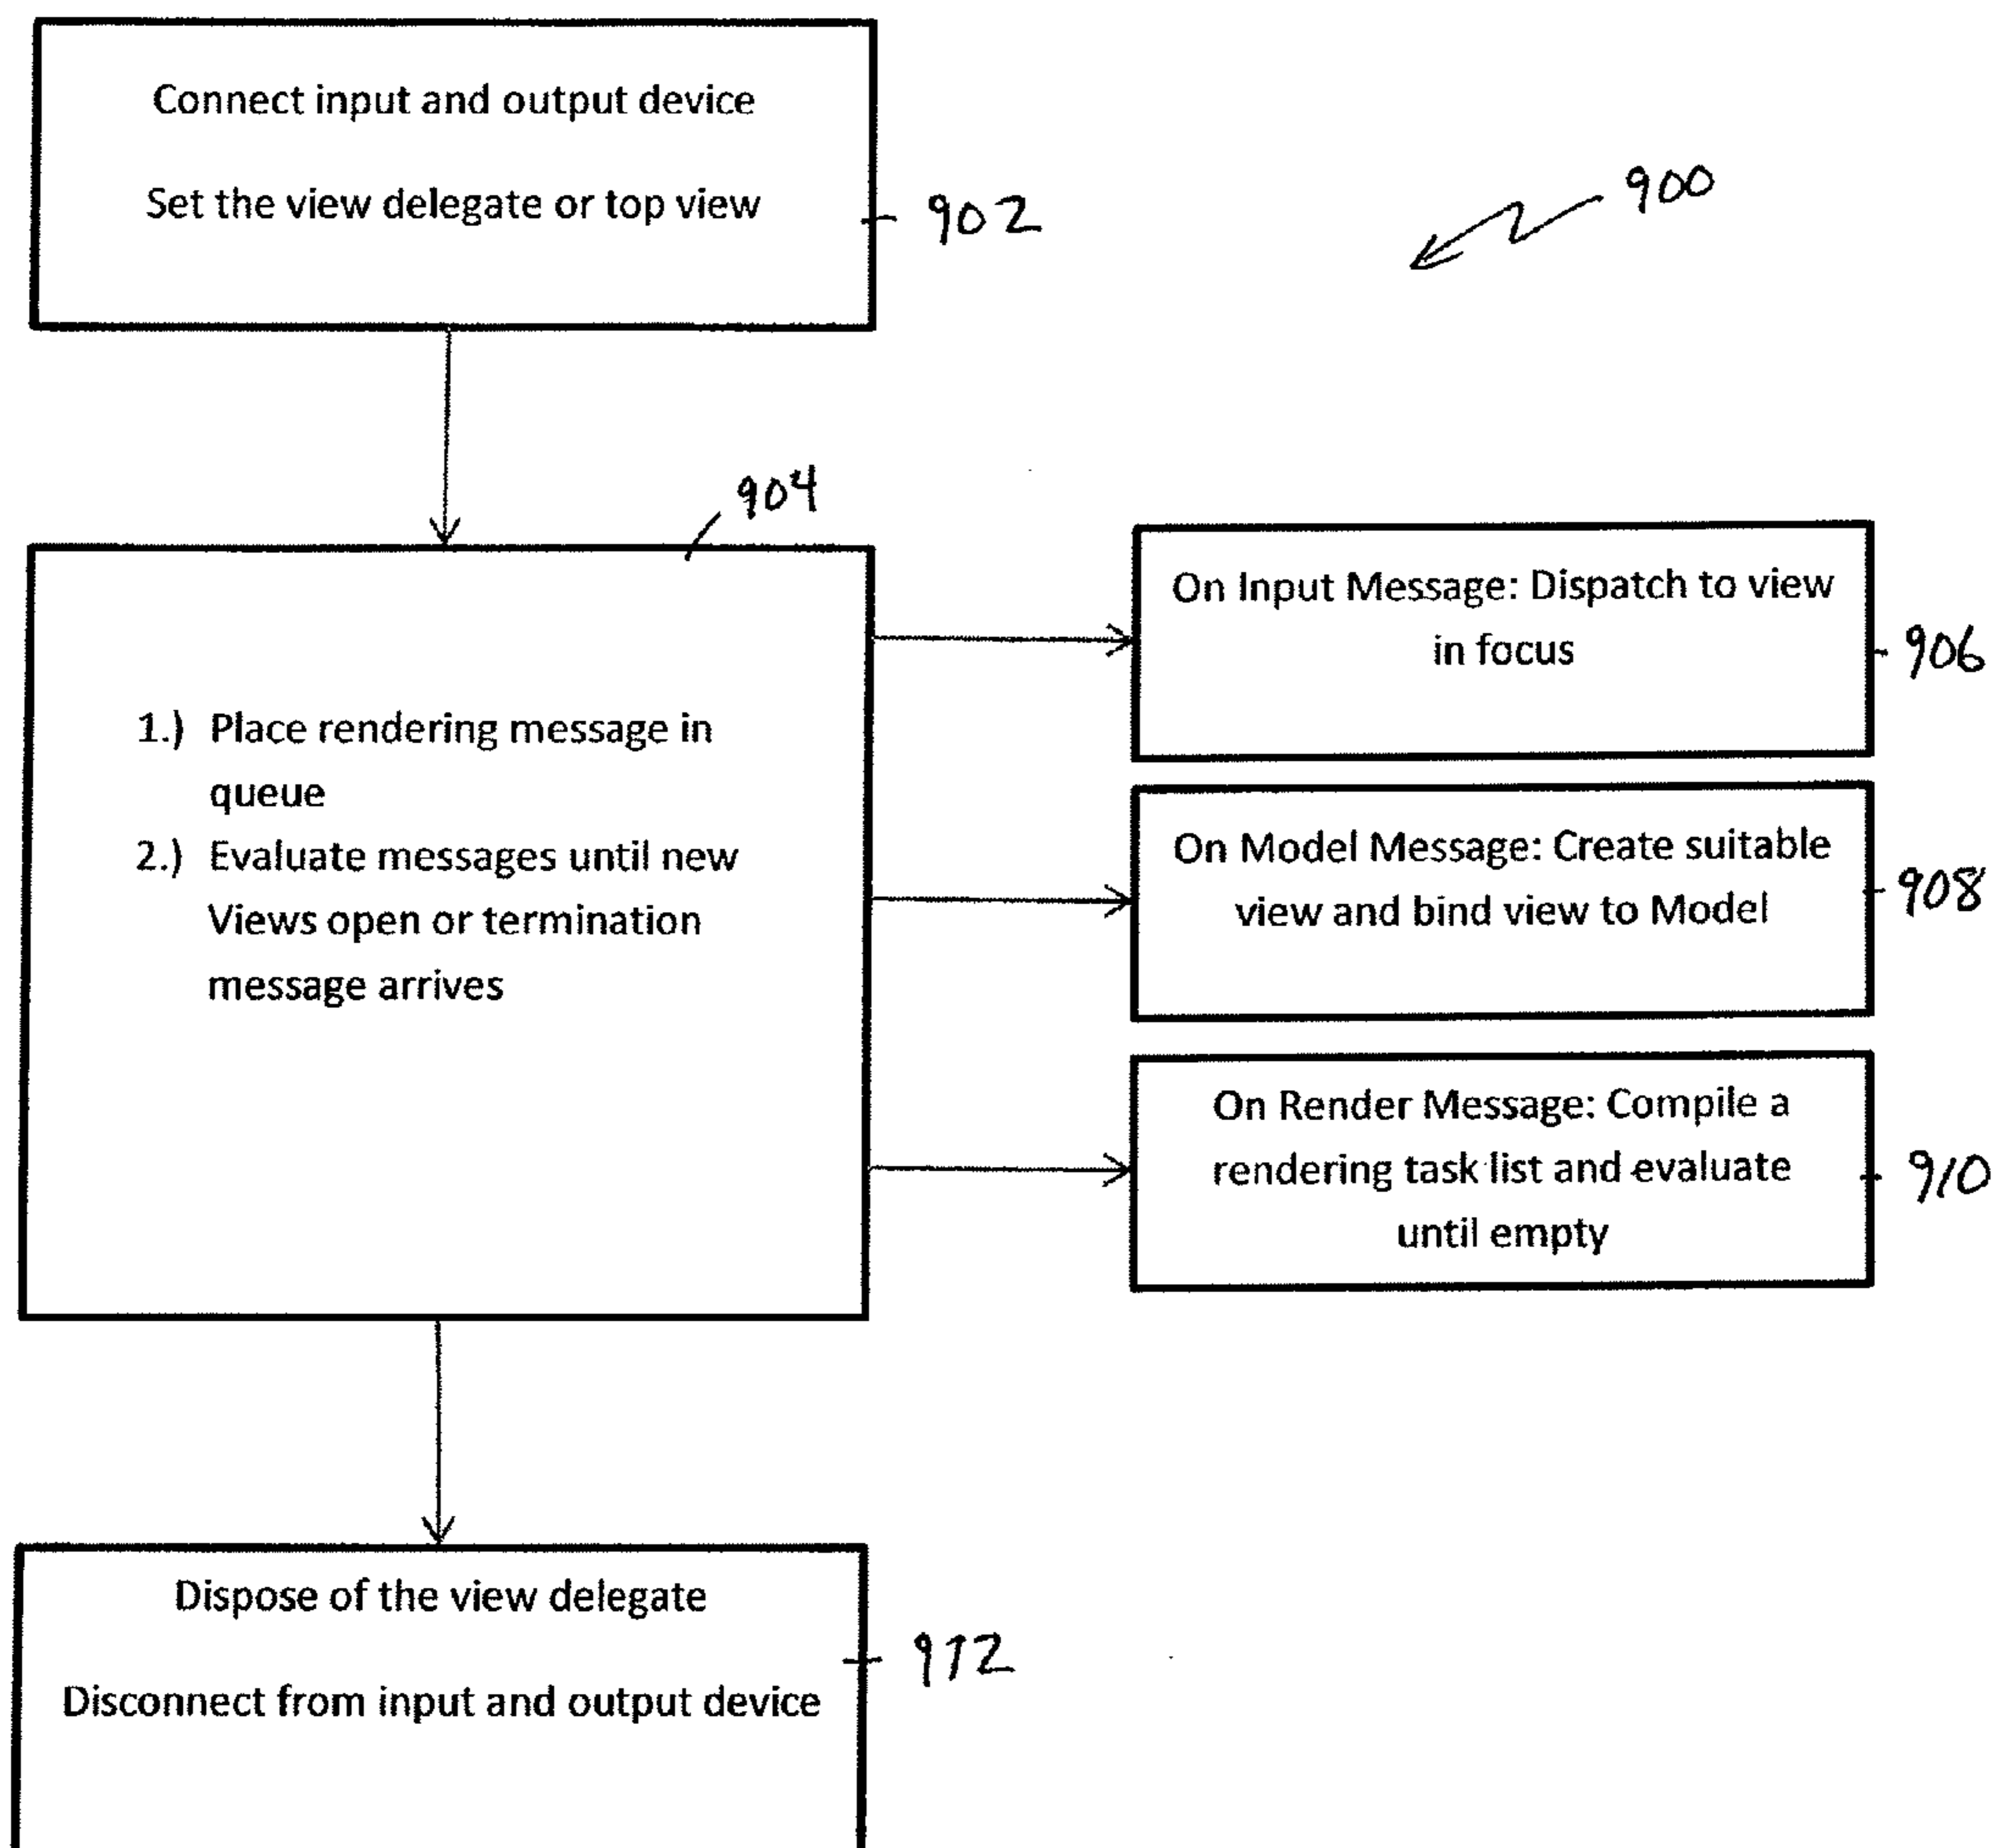 Connect input and output device
Set the view delegate or top view
902
900
904
1.) Place rendering message in
queue
2.) Evaluate messages until new
Views open or termination
message arrives
On Input Message: Dispatch to view
in focus
906
On Model Message: Create suitable
view and bind view to Model
908
On Render Message: Compile a
rendering task list and evaluate
until empty
910
Dispose of the view delegate
Disconnect from input and output device
912